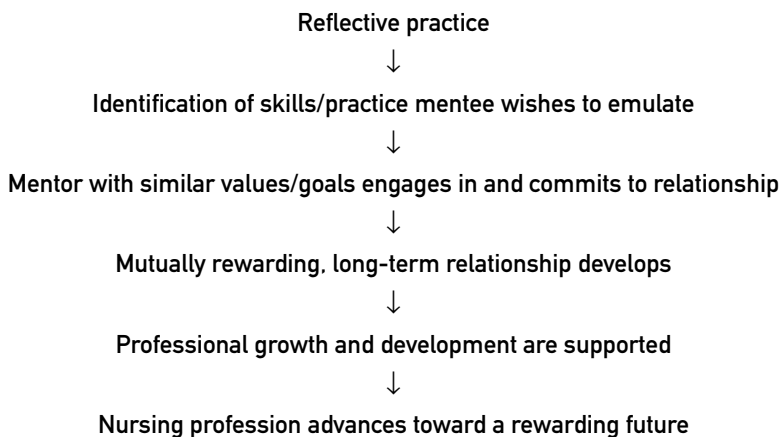 Reflective practice
↓
Identification of skills/practice mentee wishes to emulate
↓
Mentor with similar values/goals engages in and commits to relationship
↓
Mutually rewarding, long-term relationship develops
↓
Professional growth and development are supported
↓
Nursing profession advances toward a rewarding future